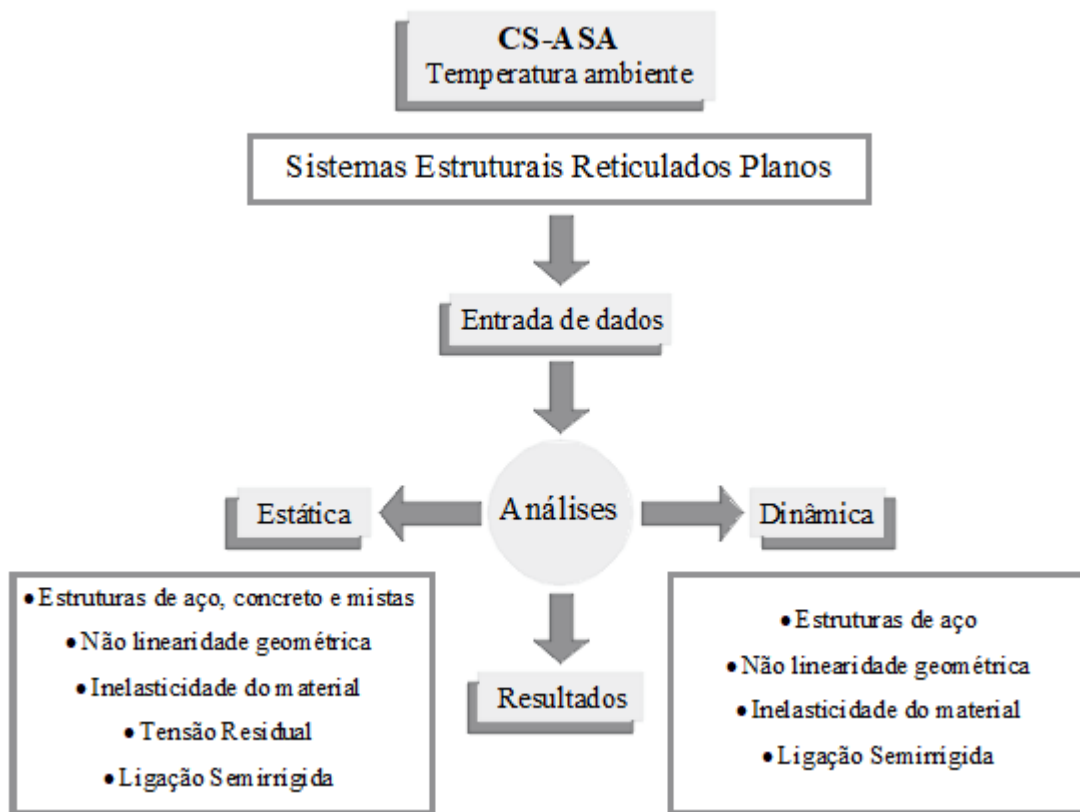 CS-ASA
Temperatura ambiente
Sistemas Estruturais Reticulados Planos
Entrada de dados
Análises
Estática
Dinâmica
• Estruturas de aço, concreto e mistas
• Não linearidade geométrica
• Inelasticidade do material
• Tensão Residual
• Ligação Semirrígida
Resultados
• Estruturas de aço
• Não linearidade geométrica
• Inelasticidade do material
• Ligação Semirrígida